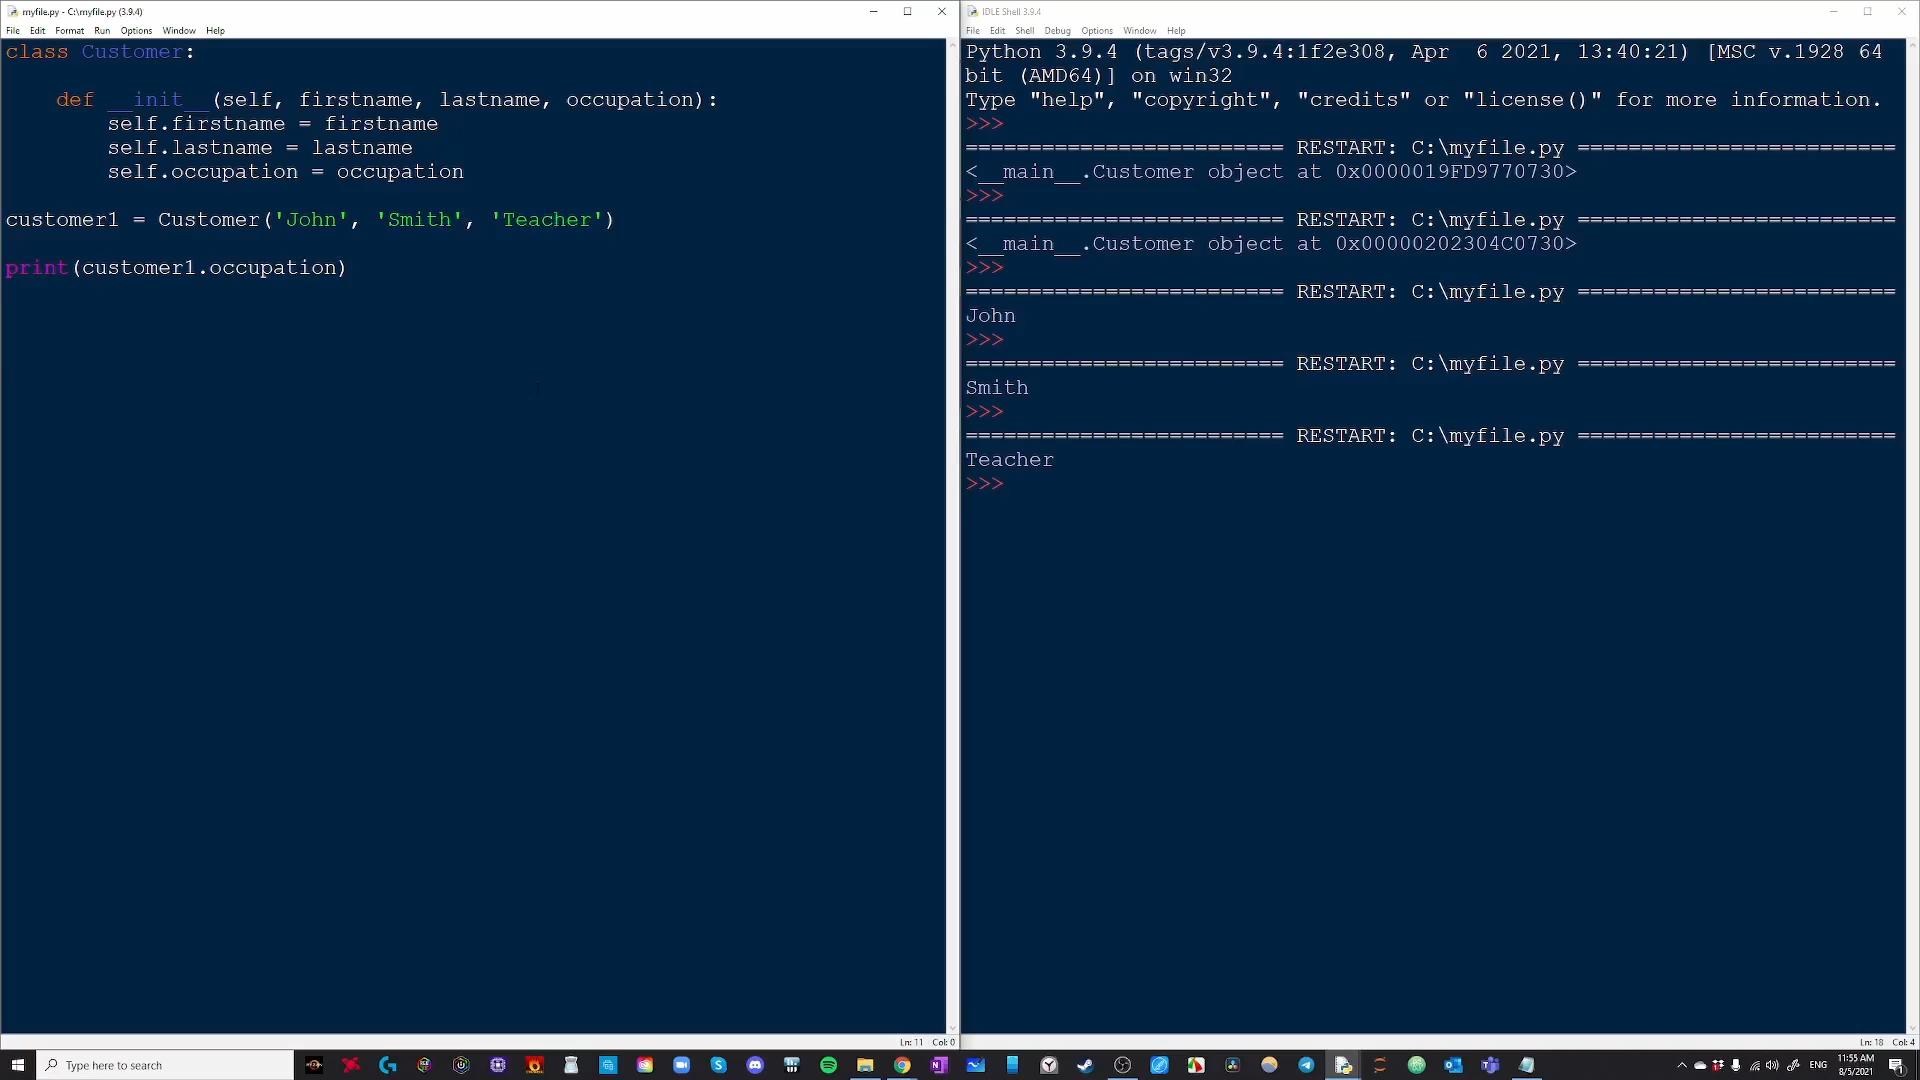 myfile.py - C:\myfile.py (3.9.4)
File Edit Format Run Options Window Help
class Customer:
    def __init__(self, firstname, lastname, occupation):
        self.firstname = firstname
        self.lastname = lastname
        self.occupation = occupation
customer1 = Customer('John', 'Smith', 'Teacher')
print(customer1.occupation)
Ln: 11 Col: 0
IDLE Shell 3.9.4
File Edit Shell Debug Options Window Help
Python 3.9.4 (tags/v3.9.4:1f2e308, Apr  6 2021, 13:40:21) [MSC v.1928 64
bit (AMD64)] on win32
Type "help", "copyright", "credits" or "license()" for more information.
>>>
========================= RESTART: C:\myfile.py =========================
<__main__.Customer object at 0x0000019FD9770730>
>>>
========================= RESTART: C:\myfile.py =========================
<__main__.Customer object at 0x00000202304C0730>
>>>
========================= RESTART: C:\myfile.py =========================
John
>>>
========================= RESTART: C:\myfile.py =========================
Smith
>>>
========================= RESTART: C:\myfile.py =========================
Teacher
>>>
Ln: 18 Col: 4
Type here to search
ENG
11:55 AM
8/5/2021